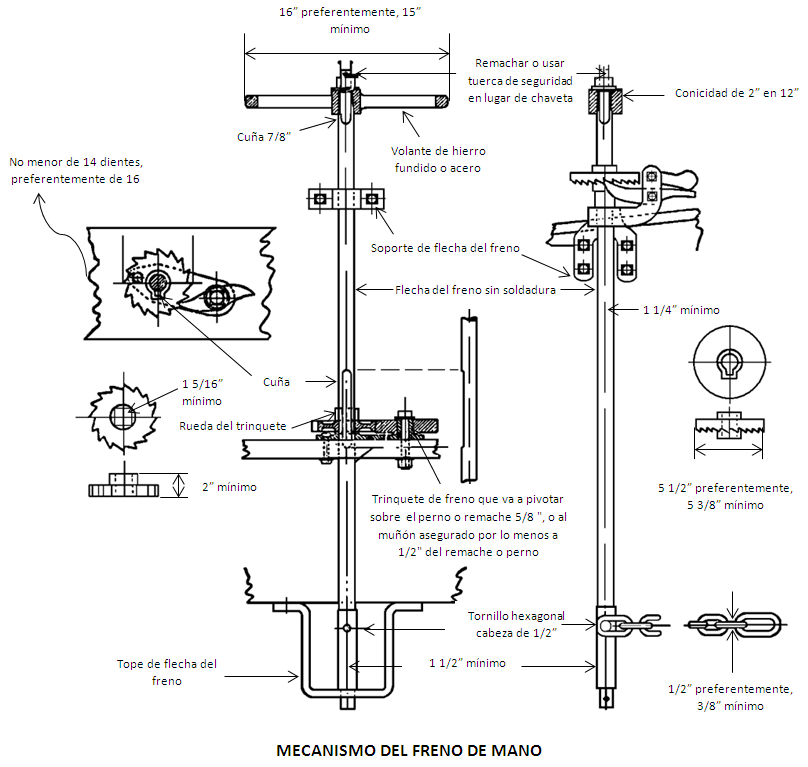 16” preferentemente, 15”
mínimo
Remachar o usar
tuerca de seguridad
en lugar de chaveta
Conicidad de 2” en 12”
Cuña 7/8”
Volante de hierro
fundido o acero
No menor de 14 dientes,
preferentemente de 16
Soporte de flecha del freno
Flecha del freno sin soldadura
1 1/4” mínimo
Cuña
1 5/16”
mínimo
Rueda del trinquete
2” mínimo
Trinquete de freno que va a pivotar
sobre el perno o remache 5/8 ", o al
muñón asegurado por lo menos a
1/2" del remache o perno
5 1/2” preferentemente,
5 3/8” mínimo
Tornillo hexagonal
cabeza de 1/2”
Tope de flecha del
freno
1 1/2” mínimo
1/2” preferentemente,
3/8” mínimo
MECANISMO DEL FRENO DE MANO